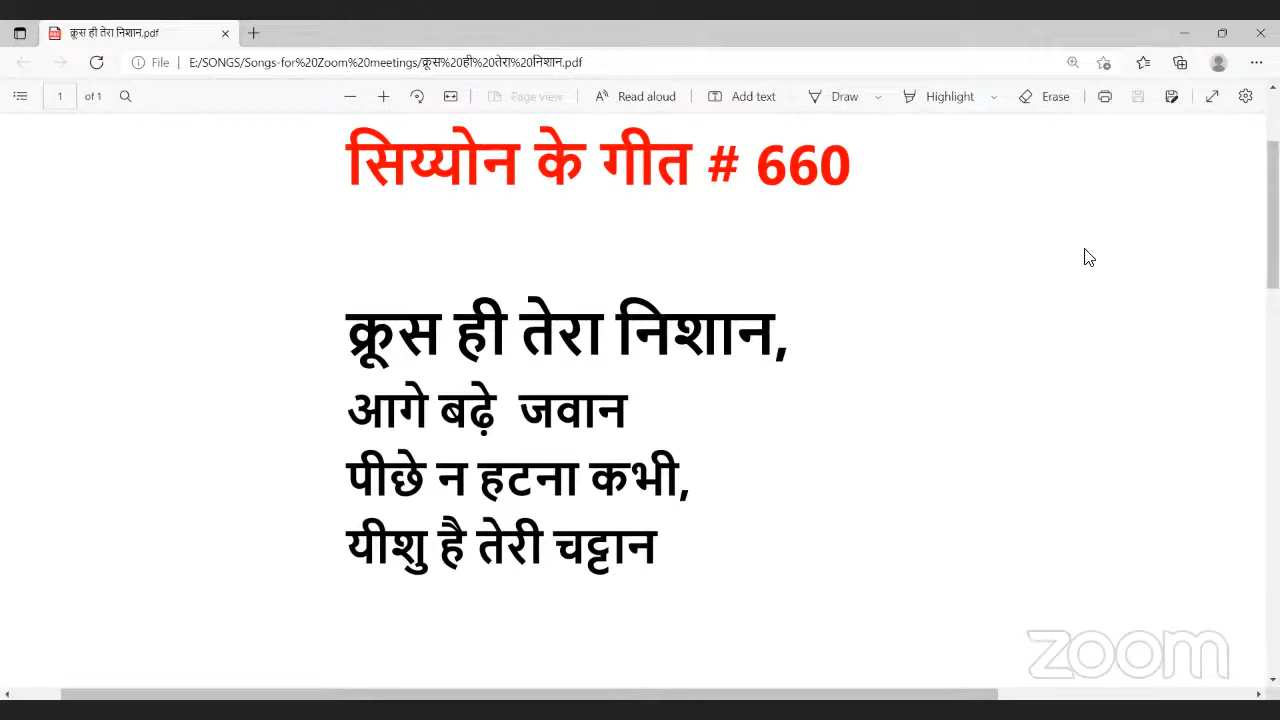 क्रूस ही तेरा निशान.pdf
File E:/SONGS/Songs-for%20Zoom%20meetings/क्रूस%20ही%20तेरा%20निशान.pdf
1 of 1 Page view Read aloud Add text Draw Highlight Erase
सिय्योन के गीत # 660
क्रूस ही तेरा निशान,
आगे बढ़े जवान
पीछे न हटना कभी,
यीशु है तेरी चट्टान
zoom